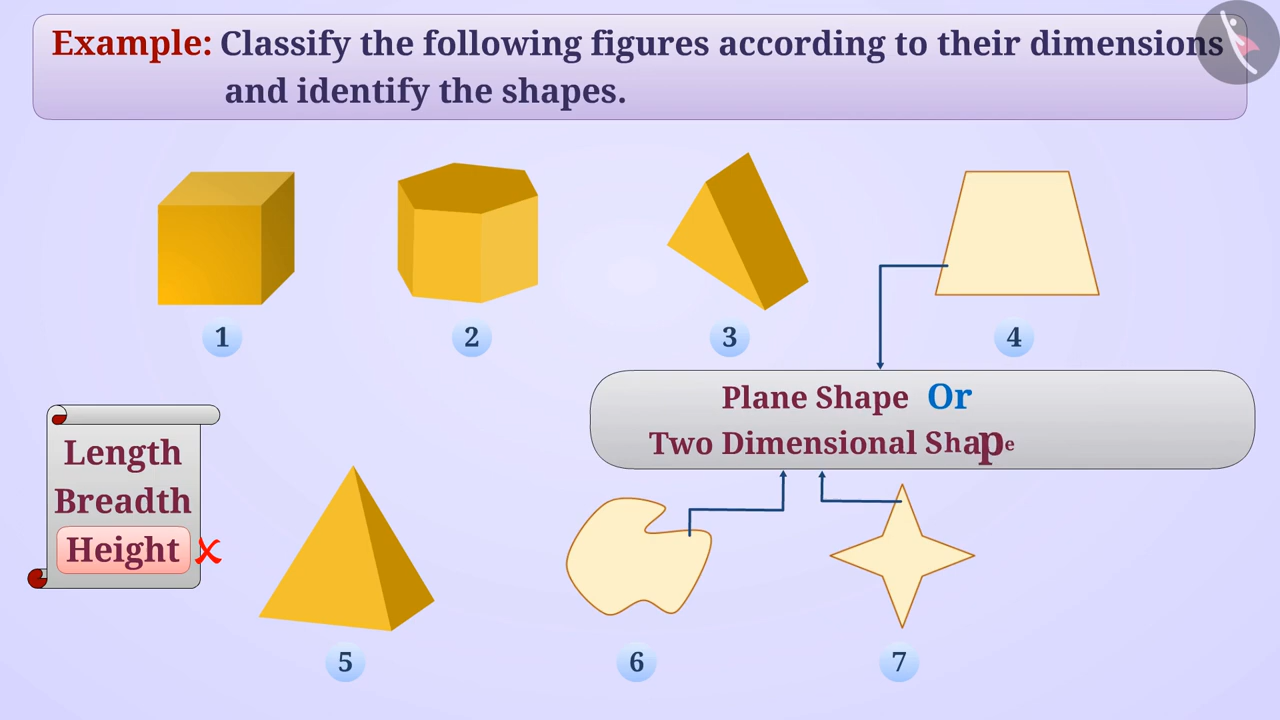 Example: Classify the following figures according to their dimensions
and identify the shapes.
1
2
3
4
Plane Shape Or
Two Dimensional Shape
Length
Breadth
Height
5
6
7